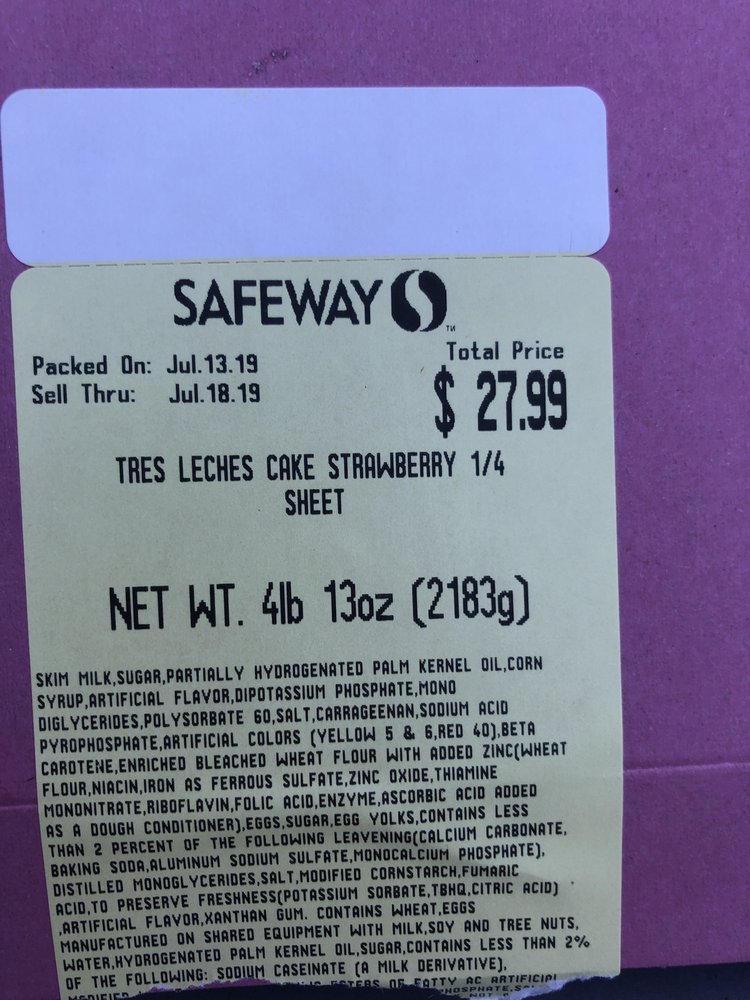 SAFEWAY
TM
Packed On: Jul.13.19
Total Price
Sell Thru: Jul.18.19
$ 27.99
TRES LECHES CAKE STRAWBERRY 1/4
SHEET
NET WT. 4lb 13oz (2183g)
SKIM MILK,SUGAR,PARTIALLY HYDROGENATED PALM KERNEL OIL,CORN
SYRUP,ARTIFICIAL FLAVOR,DIPOTASSIUM PHOSPHATE,MONO
DIGLYCERIDES,POLYSORBATE 60,SALT,CARRAGEENAN,SODIUM ACID
PYROPHOSPHATE,ARTIFICIAL COLORS (YELLOW 5 & 6,RED 40),BETA
CAROTENE,ENRICHED BLEACHED WHEAT FLOUR WITH ADDED ZINC(WHEAT
FLOUR,NIACIN,IRON AS FERROUS SULFATE,ZINC OXIDE,THIAMINE
MONONITRATE,RIBOFLAVIN,FOLIC ACID,ENZYME,ASCORBIC ACID ADDED
AS A DOUGH CONDITIONER),EGGS,SUGAR,EGG YOLKS,CONTAINS LESS
THAN 2 PERCENT OF THE FOLLOWING LEAVENING(CALCIUM CARBONATE,
BAKING SODA,ALUMINUM SODIUM SULFATE,MONOCALCIUM PHOSPHATE),
DISTILLED MONOGLYCERIDES,SALT,MODIFIED CORNSTARCH,FUMARIC
ACID,TO PRESERVE FRESHNESS(POTASSIUM SORBATE,TBHQ,CITRIC ACID)
,ARTIFICIAL FLAVOR,XANTHAN GUM. CONTAINS WHEAT,EGGS
MANUFACTURED ON SHARED EQUIPMENT WITH MILK,SOY AND TREE NUTS,
WATER,HYDROGENATED PALM KERNEL OIL,SUGAR,CONTAINS LESS THAN 2%
OF THE FOLLOWING: SODIUM CASEINATE (A MILK DERIVATIVE),
ESTERS OF FATTY AC ARTIFICIAL